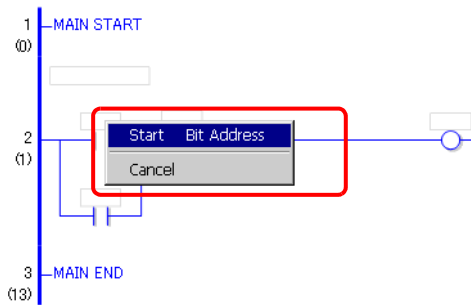 1 MAIN START
(0)
Start Bit Address
2
(1)
Cancel
3 MAIN END
(13)